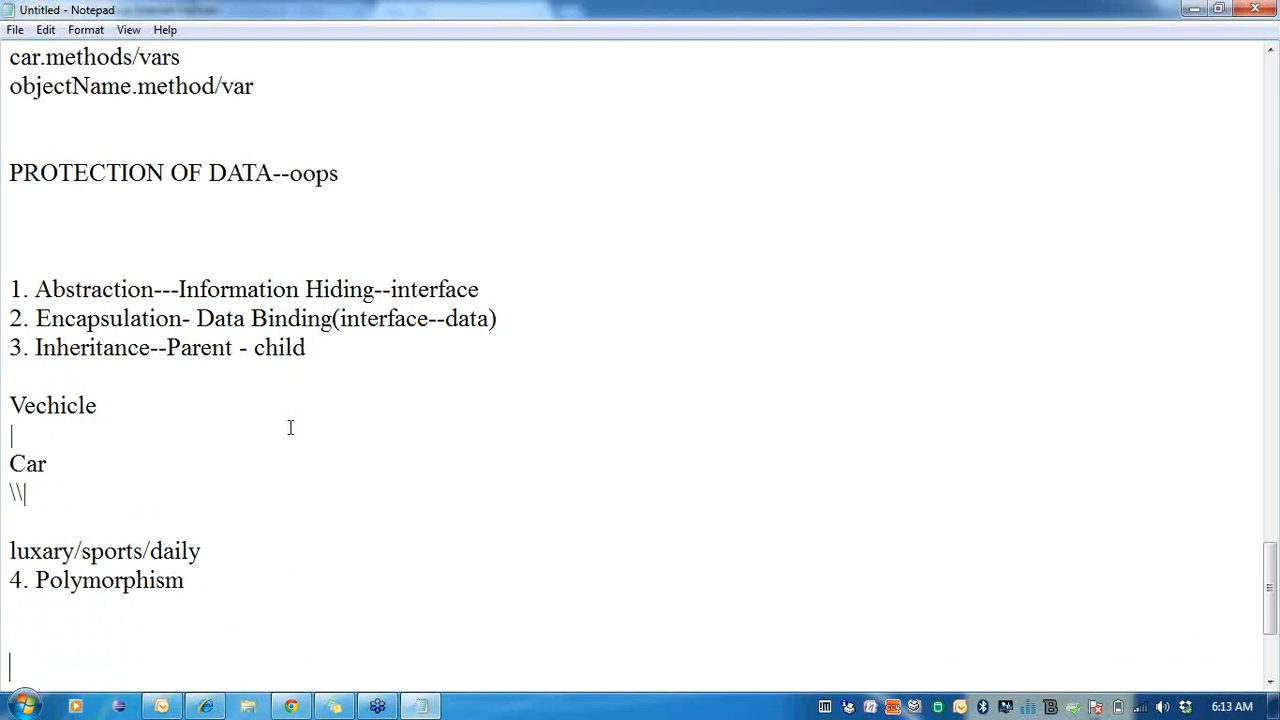 Untitled - Notepad
File Edit Format View Help
car.methods/vars
objectName.method/var
PROTECTION OF DATA--oops
1. Abstraction---Information Hiding--interface
2. Encapsulation- Data Binding(interface--data)
3. Inheritance--Parent - child
Vechicle
|
Car
\\|
luxary/sports/daily
4. Polymorphism
6:13 AM